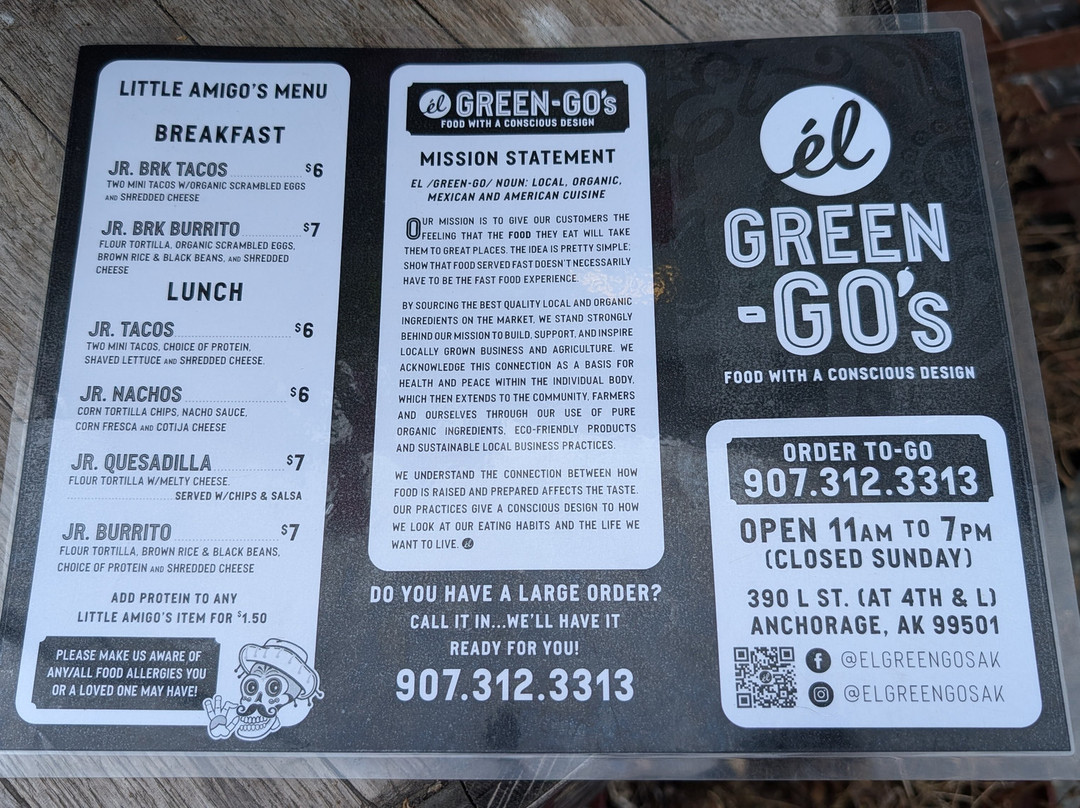 LITTLE AMIGO'S MENU
BREAKFAST
JR. BRK TACOS $6
TWO MINI TACOS W/ORGANIC SCRAMBLED EGGS
AND SHREDDED CHEESE
JR. BRK BURRITO $7
FLOUR TORTILLA, ORGANIC SCRAMBLED EGGS,
BROWN RICE & BLACK BEANS, AND SHREDDED
CHEESE
LUNCH
JR. TACOS $6
TWO MINI TACOS, CHOICE OF PROTEIN,
SHAVED LETTUCE AND SHREDDED CHEESE.
JR. NACHOS $6
CORN TORTILLA CHIPS, NACHO SAUCE,
CORN FRESCA AND COTIJA CHEESE
JR. QUESADILLA $7
FLOUR TORTILLA W/MELTY CHEESE.
SERVED W/CHIPS & SALSA
JR. BURRITO $7
FLOUR TORTILLA, BROWN RICE & BLACK BEANS,
CHOICE OF PROTEIN AND SHREDDED CHEESE
ADD PROTEIN TO ANY
LITTLE AMIGO'S ITEM FOR $1.50
PLEASE MAKE US AWARE OF
ANY/ALL FOOD ALLERGIES YOU
OR A LOVED ONE MAY HAVE!
él GREEN-GO's
FOOD WITH A CONSCIOUS DESIGN
MISSION STATEMENT
EL /GREEN-GO/ NOUN: LOCAL, ORGANIC,
MEXICAN AND AMERICAN CUISINE
OUR MISSION IS TO GIVE OUR CUSTOMERS THE
FEELING THAT THE FOOD THEY EAT WILL TAKE
THEM TO GREAT PLACES. THE IDEA IS PRETTY SIMPLE;
SHOW THAT FOOD SERVED FAST DOESN'T NECESSARILY
HAVE TO BE THE FAST FOOD EXPERIENCE.
BY SOURCING THE BEST QUALITY LOCAL AND ORGANIC
INGREDIENTS ON THE MARKET, WE STAND STRONGLY
BEHIND OUR MISSION TO BUILD, SUPPORT, AND INSPIRE
LOCALLY GROWN BUSINESS AND AGRICULTURE. WE
ACKNOWLEDGE THIS CONNECTION AS A BASIS FOR
HEALTH AND PEACE WITHIN THE INDIVIDUAL BODY,
WHICH THEN EXTENDS TO THE COMMUNITY, FARMERS
AND OURSELVES THROUGH OUR USE OF PURE
ORGANIC INGREDIENTS, ECO-FRIENDLY PRODUCTS
AND SUSTAINABLE LOCAL BUSINESS PRACTICES.
WE UNDERSTAND THE CONNECTION BETWEEN HOW
FOOD IS RAISED AND PREPARED AFFECTS THE TASTE.
OUR PRACTICES GIVE A CONSCIOUS DESIGN TO HOW
WE LOOK AT OUR EATING HABITS AND THE LIFE WE
WANT TO LIVE. él
DO YOU HAVE A LARGE ORDER?
CALL IT IN...WE'LL HAVE IT
READY FOR YOU!
907.312.3313
él
GREEN
-GO's
FOOD WITH A CONSCIOUS DESIGN
ORDER TO-GO
907.312.3313
OPEN 11AM TO 7PM
(CLOSED SUNDAY)
390 L ST. (AT 4TH & L)
ANCHORAGE, AK 99501
@ELGREENGOSAK
@ELGREENGOSAK